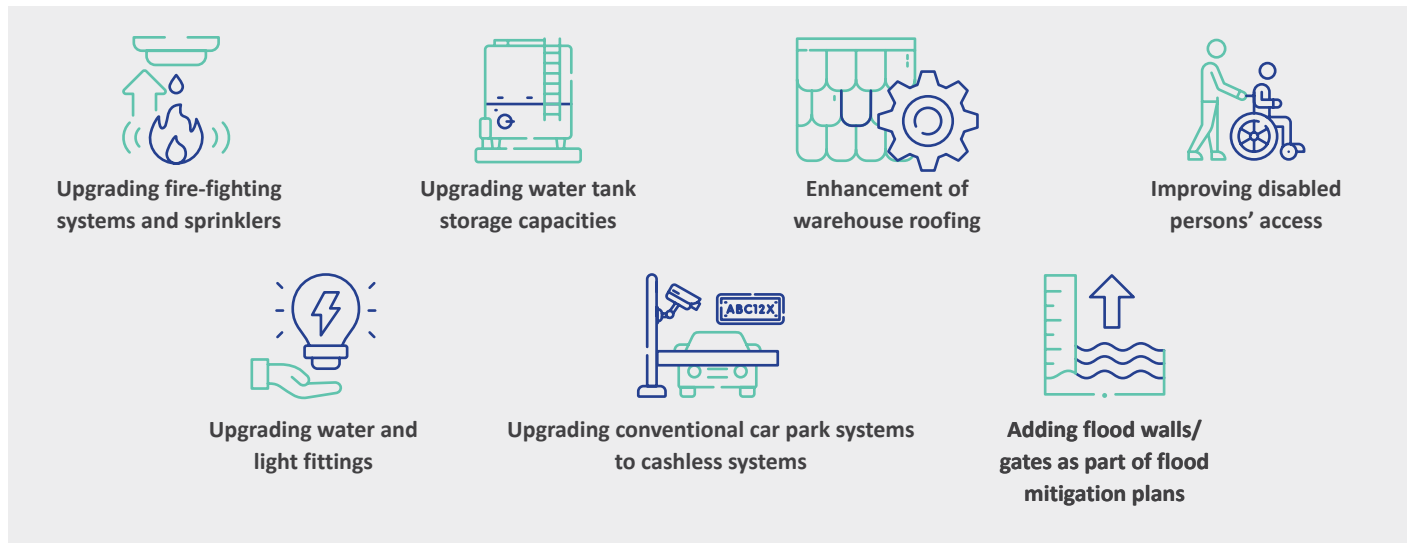 Upgrading fire-fighting
systems and sprinklers
Upgrading water tank
storage capacities
Enhancement of
warehouse roofing
Improving disabled
persons’ access
Upgrading water and
light fittings
ABC12X
Upgrading conventional car park systems
to cashless systems
Adding flood walls/
gates as part of flood
mitigation plans